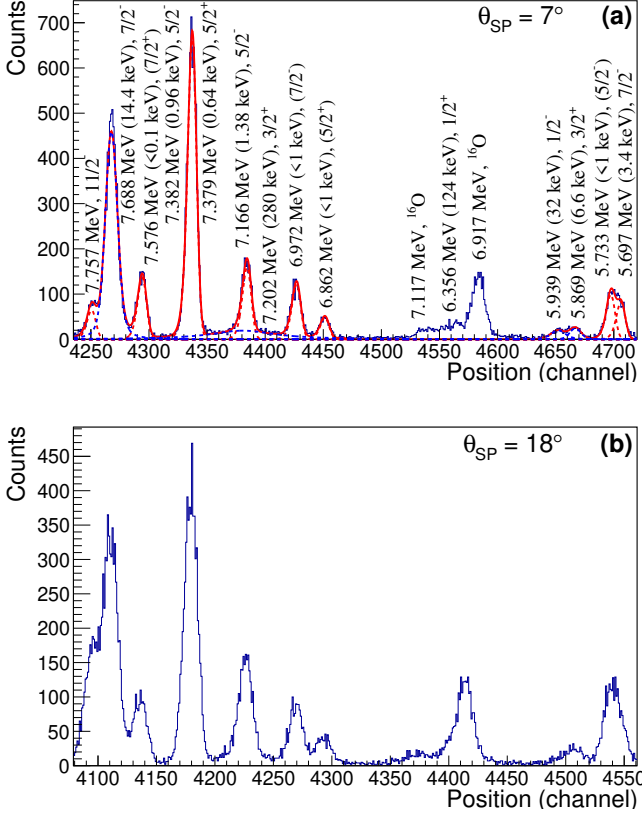 θSP = 7°
(a)
Counts
700
600
500
400
300
200
100
0
7.757 MeV, 11/2⁻
7.688 MeV (14.4 keV), 7/2⁻
7.576 MeV (<0.1 keV), (7/2⁺)
7.382 MeV (0.96 keV), 5/2⁻
7.379 MeV (0.64 keV), 5/2⁺
7.166 MeV (1.38 keV), 5/2⁻
7.202 MeV (280 keV), 3/2⁺
6.972 MeV (<1 keV), (7/2⁻)
6.862 MeV (<1 keV), (5/2⁺)
7.117 MeV, ¹⁶O
6.356 MeV (124 keV), 1/2⁺
6.917 MeV, ¹⁶O
5.939 MeV (32 keV), 1/2⁻
5.869 MeV (6.6 keV), 3/2⁺
5.733 MeV (<1 keV), (5/2⁻)
5.697 MeV (3.4 keV), 7/2⁻
4250 4300 4350 4400 4450 4500 4550 4600 4650 4700
Position (channel)
θSP = 18°
(b)
Counts
450
400
350
300
250
200
150
100
50
0
4100 4150 4200 4250 4300 4350 4400 4450 4500 4550
Position (channel)